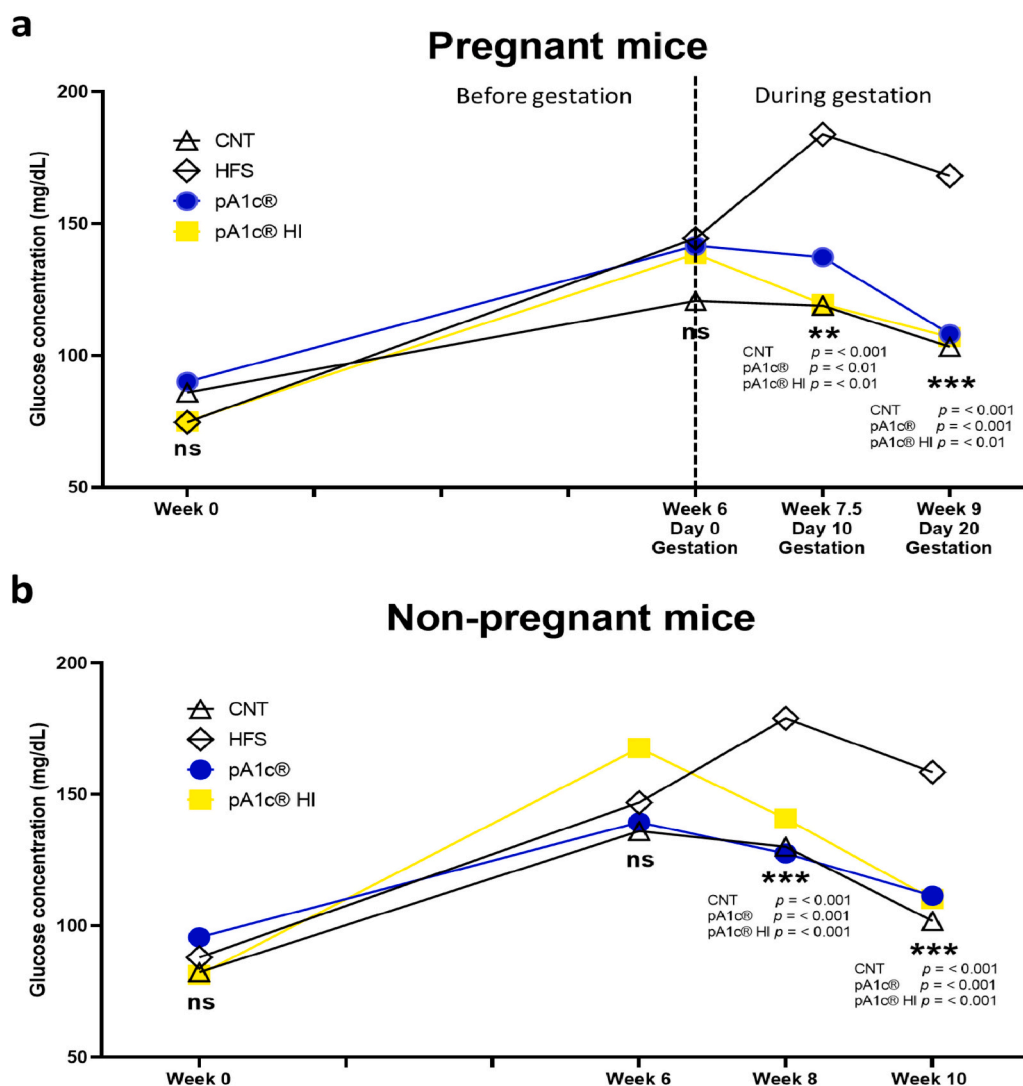 a
Pregnant mice
Before gestation
During gestation
Glucose concentration (mg/dL)
200
150
100
50
CNT
HFS
pA1c®
pA1c® HI
ns
ns
**
CNT p = < 0.001
pA1c® p = < 0.01
pA1c® HI p = < 0.01
***
CNT p = < 0.001
pA1c® p = < 0.001
pA1c® HI p = < 0.01
Week 0
Week 6
Day 0
Gestation
Week 7.5
Day 10
Gestation
Week 9
Day 20
Gestation
b
Non-pregnant mice
Glucose concentration (mg/dL)
200
150
100
50
CNT
HFS
pA1c®
pA1c® HI
ns
ns
***
CNT p = < 0.001
pA1c® p = < 0.001
pA1c® HI p = < 0.001
***
CNT p = < 0.001
pA1c® p = < 0.001
pA1c® HI p = < 0.001
Week 0
Week 6
Week 8
Week 10